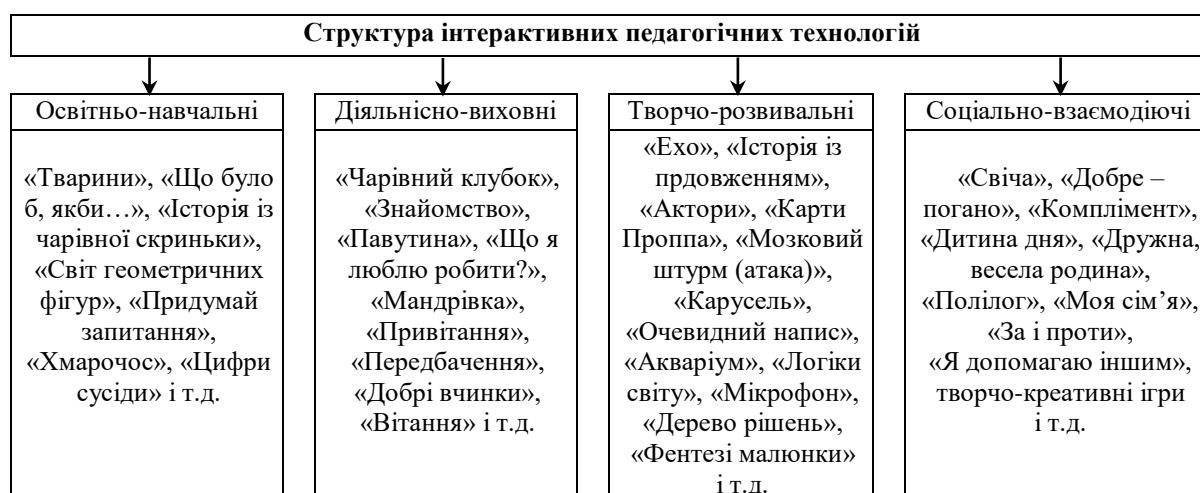 Структура інтерактивних педагогічних технологій
Освітньо-навчальні
«Тварини», «Що було
б, якби…», «Історія із
чарівної скриньки»,
«Світ геометричних
фігур», «Придумай
запитання»,
«Хмарочос», «Цифри
сусіди» і т.д.
Діяльнісно-виховні
«Чарівний клубок»,
«Знайомство»,
«Павутина», «Що я
люблю робити?»,
«Мандрівка»,
«Привітання»,
«Передбачення»,
«Добрі вчинки»,
«Вітання» і т.д.
Творчо-розвивальні
«Ехо», «Історія із
прдовженням»,
«Актори», «Карти
Проппа», «Мозковий
штурм (атака)»,
«Карусель»,
«Очевидний напис»,
«Акваріум», «Логіки
світу», «Мікрофон»,
«Дерево рішень»,
«Фентезі малюнки»
і т.д.
Соціально-взаємодіючі
«Свіча», «Добре –
погано», «Комплімент»,
«Дитина дня», «Дружна,
весела родина»,
«Полілог», «Моя сім’я»,
«За і проти»,
«Я допомагаю іншим»,
творчо-креативні ігри
і т.д.